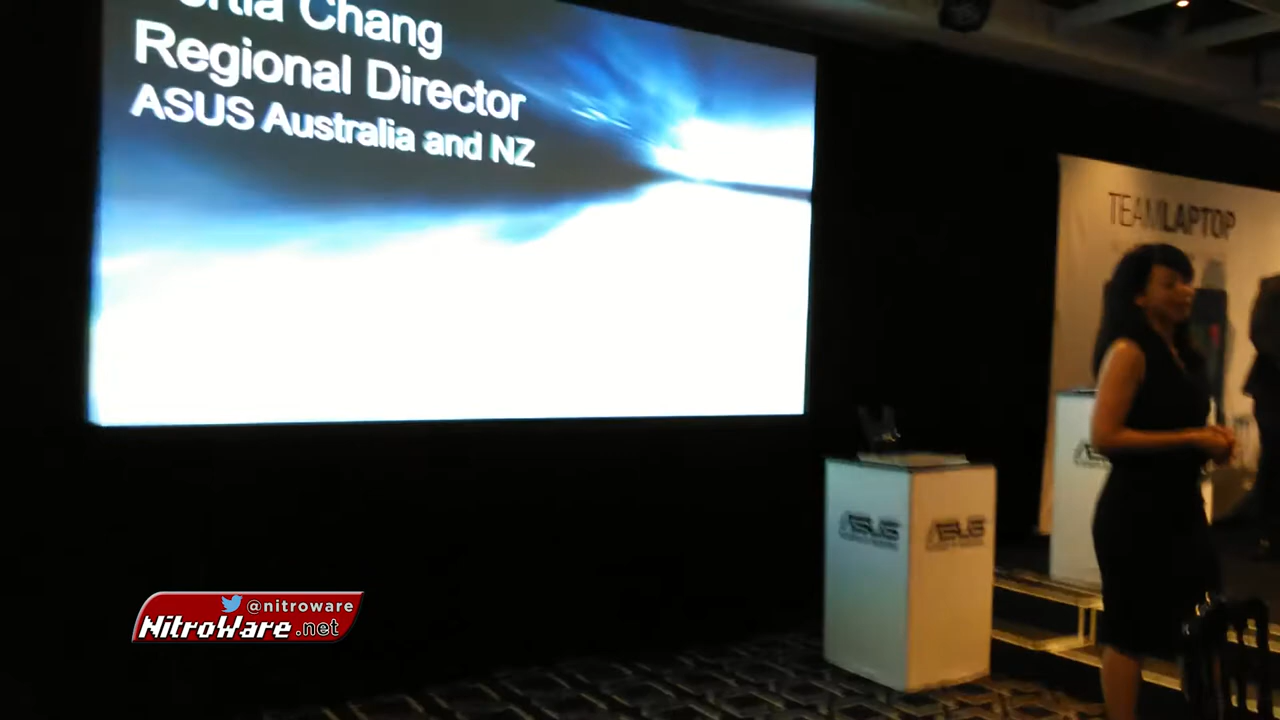 Chang
Regional Director
ASUS Australia and NZ
TEAMLAPTOP
ASUS
ASUS
@nitroware
NitroWare.net